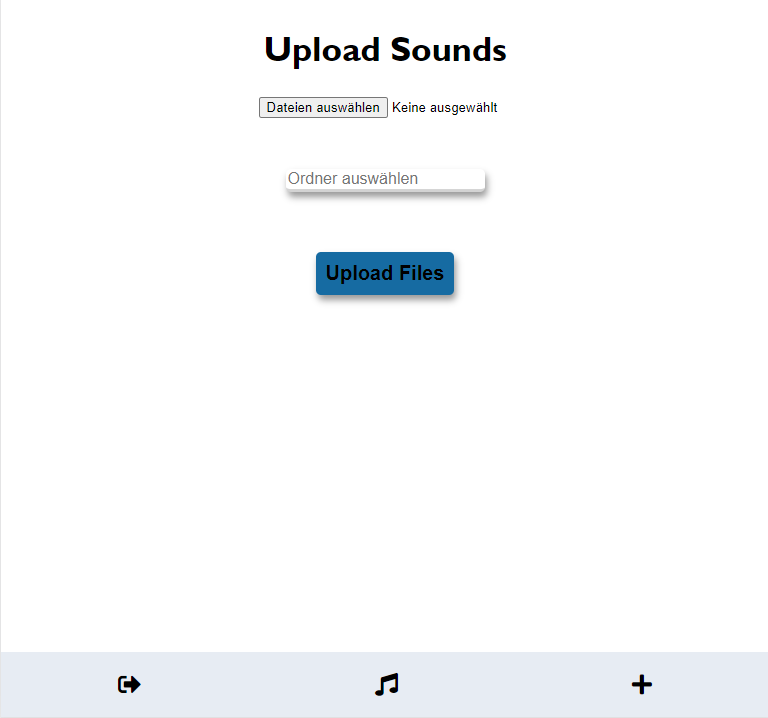 Upload Sounds
Dateien auswählen Keine ausgewählt
Ordner auswählen
Upload Files